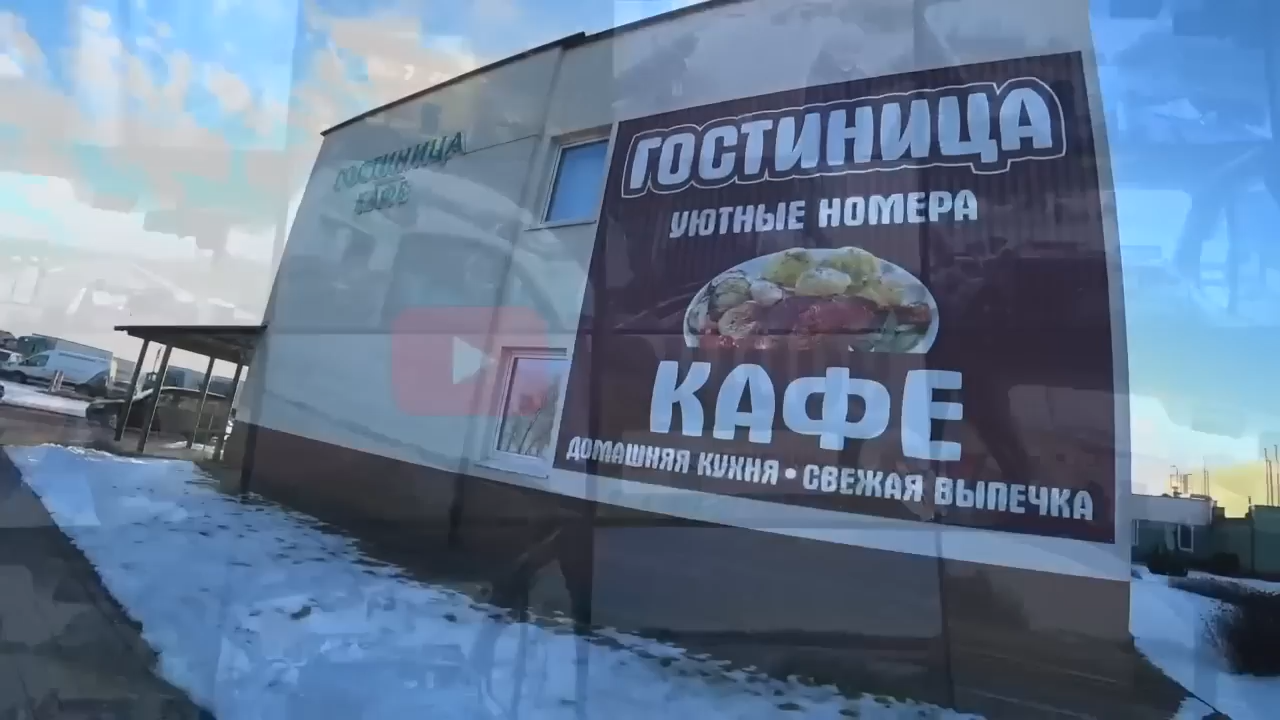 ГОСТИНИЦА
КАФЕ
ГОСТИНИЦА
УЮТНЫЕ НОМЕРА
КАФЕ
ДОМАШНЯЯ КУХНЯ • СВЕЖАЯ ВЫПЕЧКА